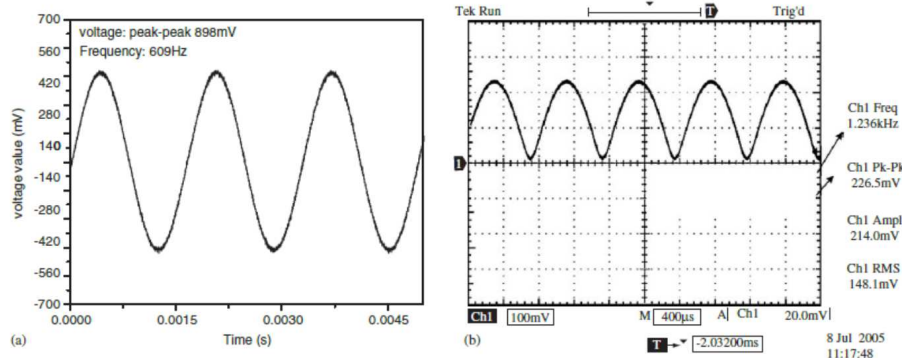 voltage: peak-peak 898mV
Frequency: 609Hz
700
560
420
280
140
-140
-280
-420
-560
-700
voltage value (mV)
0.0000
0.0015
0.0030
0.0045
Time (s)
(a)
Tek Run
T
Trig'd
1
Ch1 Freq
1.236kHz
Ch1 Pk-Pk
226.5mV
Ch1 Ampl
214.0mV
Ch1 RMS
148.1mV
Ch1 100mV M 400µs A Ch1 20.0mV
(b)
T -2.03200ms
8 Jul 2005
11:17:48